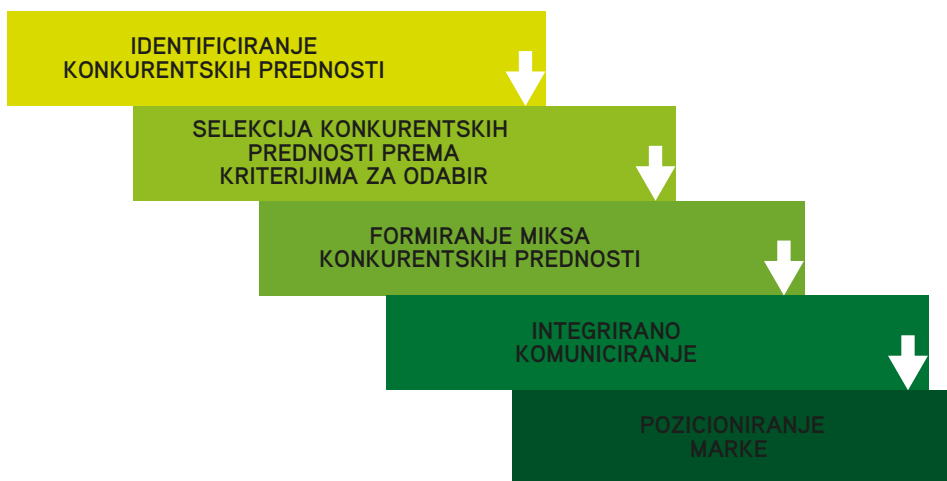 IDENTIFICIRANJE
KONKURENTSKIH PREDNOSTI
SELEKCIJA KONKURENTSKIH
PREDNOSTI PREMA
KRITERIJIMA ZA ODABIR
FORMIRANJE MIKSA
KONKURENTSKIH PREDNOSTI
INTEGRIRANO
KOMUNICIRANJE
POZICIONIRANJE
MARKE